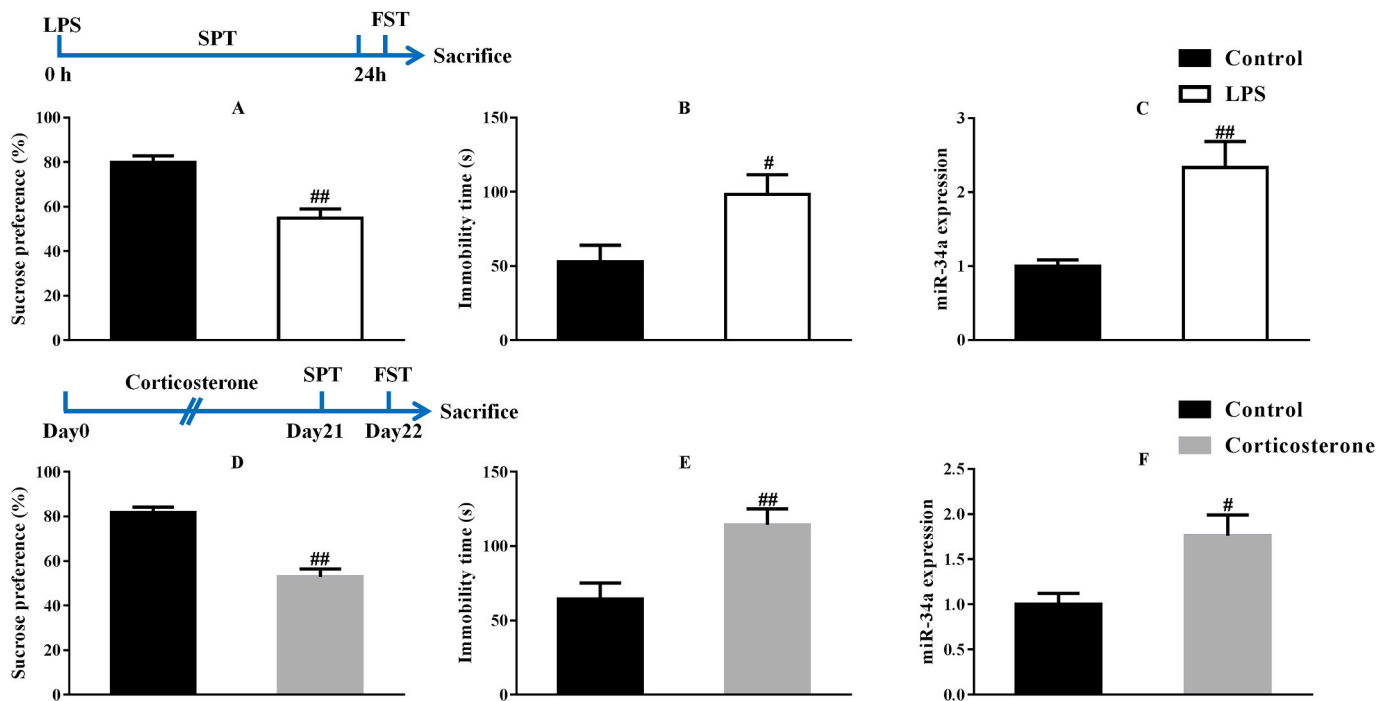 LPS
SPT
FST
Sacrifice
0 h
24h
Control
LPS
A
Sucrose preference (%)
100
80
60
40
20
0
##
B
Immobility time (s)
150
100
50
0
#
C
miR-34a expression
3
2
1
0
##
Corticosterone
SPT
FST
Sacrifice
Day0
Day21
Day22
Control
Corticosterone
D
Sucrose preference (%)
100
80
60
40
20
0
##
E
Immobility time (s)
150
100
50
0
##
F
miR-34a expression
2.5
2.0
1.5
1.0
0.5
0.0
#